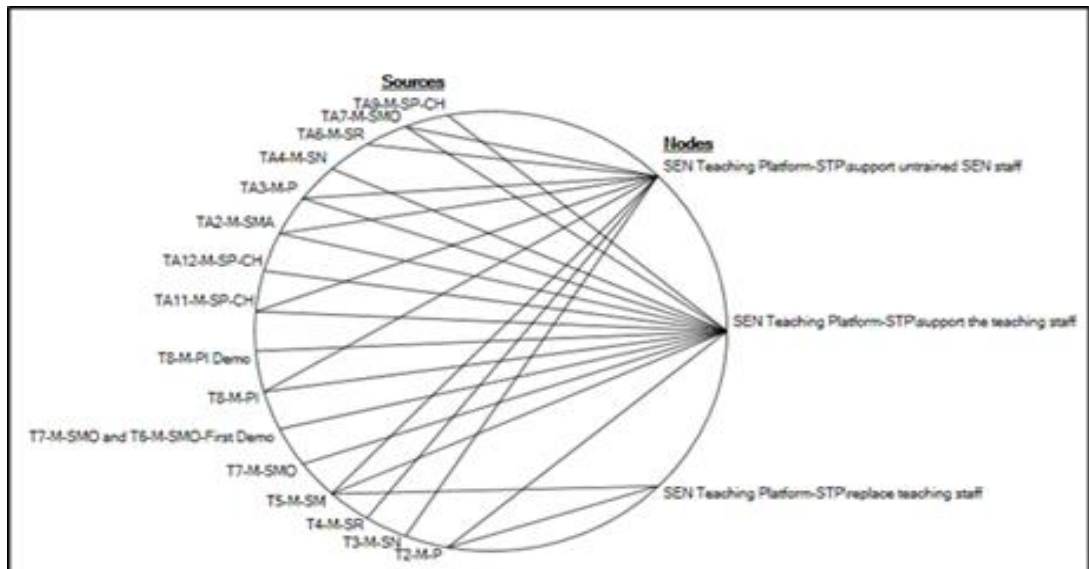 Sources
TA9-M-SP-CH
TA7-M-SMO
TA6-M-SR
TA4-M-SN
TA3-M-P
TA2-M-SMA
TA12-M-SP-CH
TA11-M-SP-CH
T8-M-PI Demo
T8-M-PI
T7-M-SMO and T6-M-SMO-First Demo
T7-M-SMO
T5-M-SM
T4-M-SR
T3-M-SN
T2-M-P
Nodes
SEN Teaching Platform-STP\support untrained SEN staff
SEN Teaching Platform-STP\support the teaching staff
SEN Teaching Platform-STP\replace teaching staff